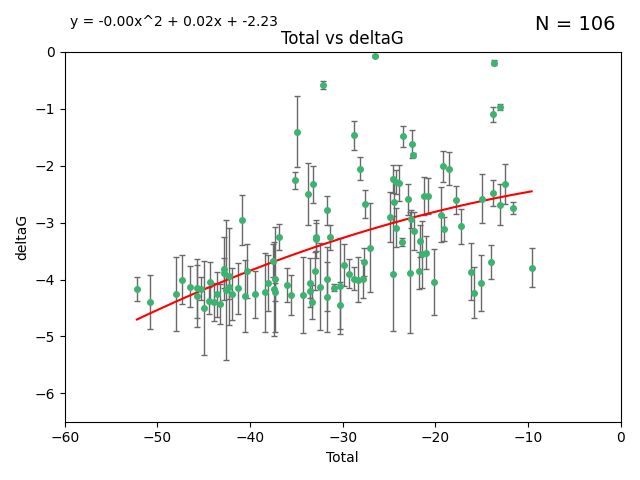 y = -0.00x^2 + 0.02x + -2.23
N = 106
Total vs deltaG
0
−1
−2
−3
−4
−5
−6
deltaG
−60
−50
−40
−30
−20
−10
0
Total